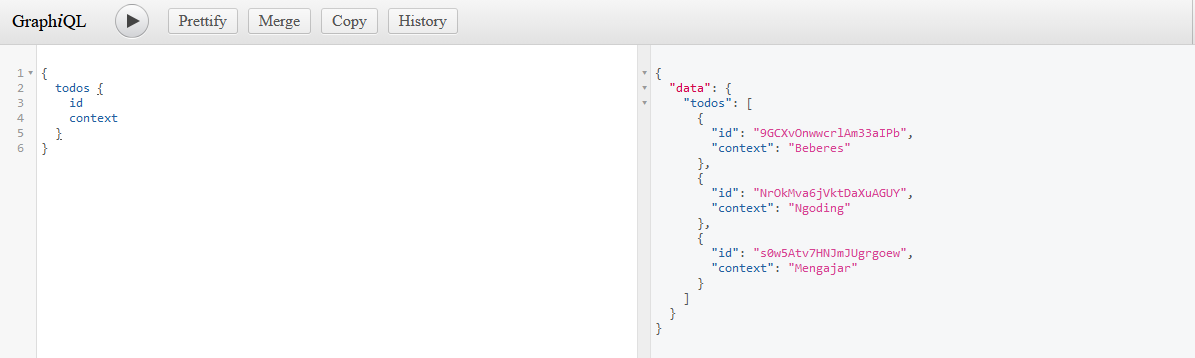 GraphiQL Prettify Merge Copy History
1 {
2 todos {
3 id
4 context
5 }
6 }
{
"data": {
"todos": [
{
"id": "9GCXvOnwwcrlAm33aIPb",
"context": "Beberes"
},
{
"id": "NrOkMva6jVktDaXuAGUY",
"context": "Ngoding"
},
{
"id": "s0w5Atv7HNJmJUgrgoew",
"context": "Mengajar"
}
]
}
}